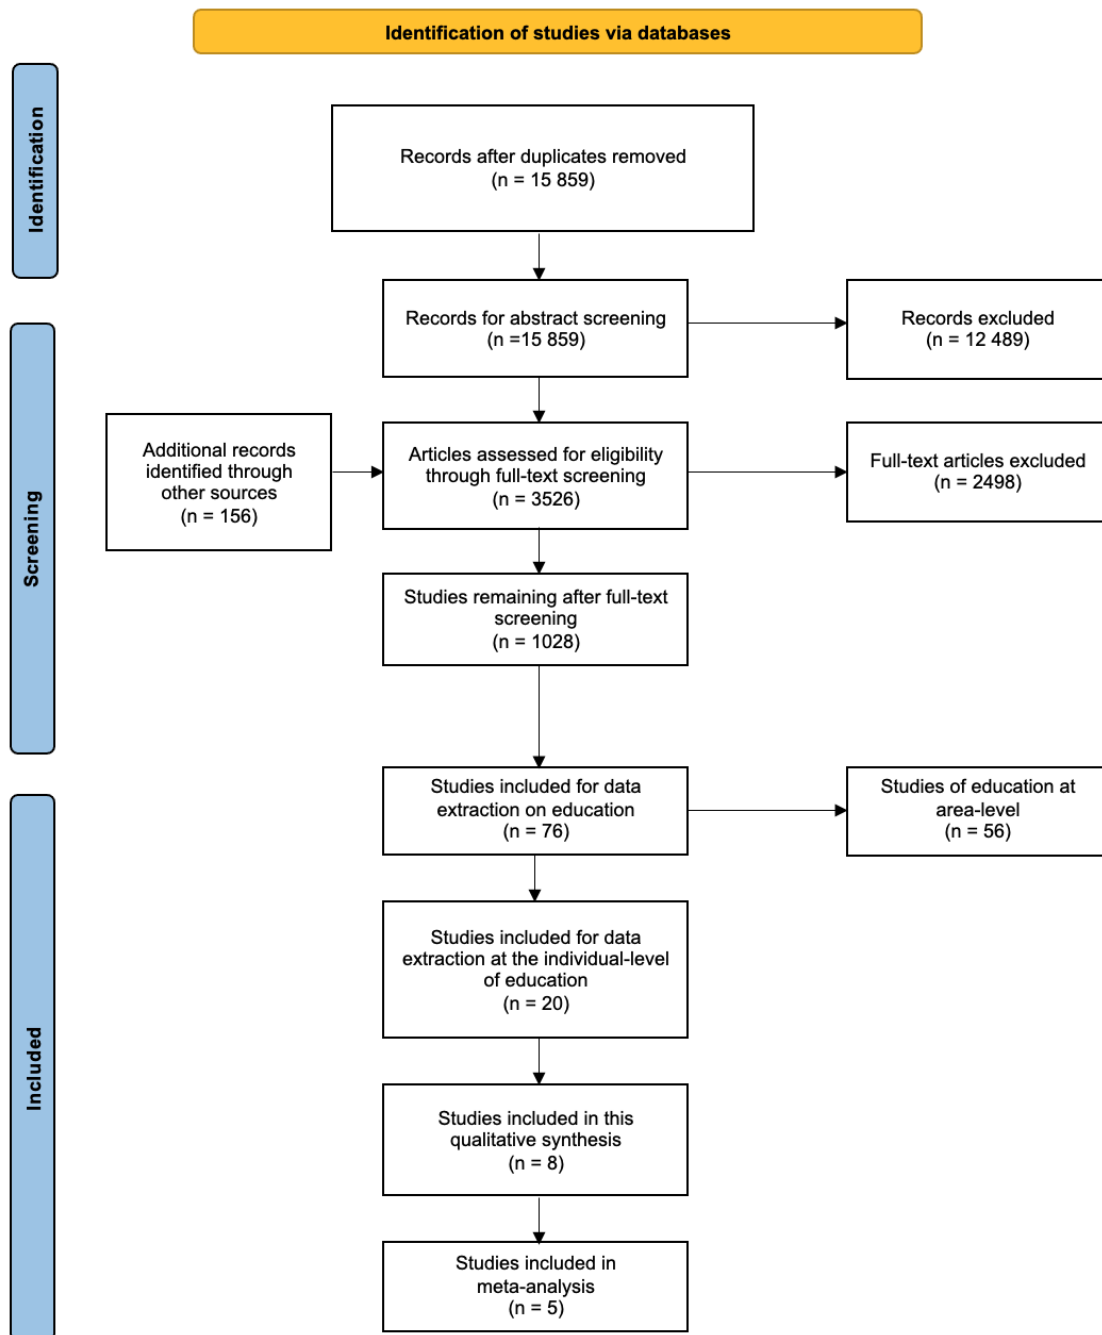 Identification of studies via databases
Identification
Records after duplicates removed
(n = 15 859)
Records for abstract screening
(n =15 859)
Records excluded
(n = 12 489)
Screening
Additional records
identified through
other sources
(n = 156)
Articles assessed for eligibility
through full-text screening
(n = 3526)
Full-text articles excluded
(n = 2498)
Studies remaining after full-text
screening
(n = 1028)
Studies included for data
extraction on education
(n = 76)
Studies of education at
area-level
(n = 56)
Included
Studies included for data
extraction at the individual-level
of education
(n = 20)
Studies included in this
qualitative synthesis
(n = 8)
Studies included in
meta-analysis
(n = 5)